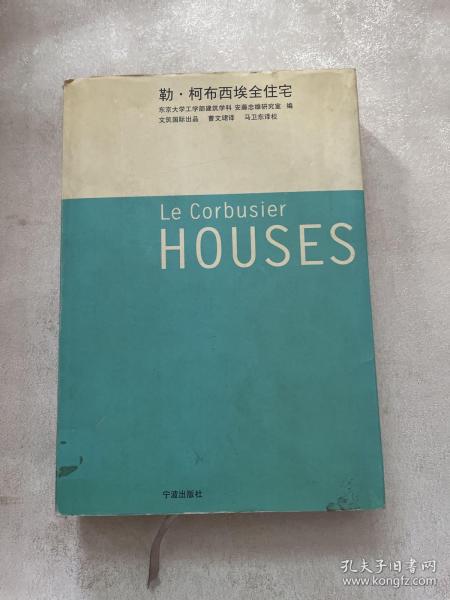 勒·柯布西埃全住宅
东京大学工学部建筑学科 安藤忠雄研究室 编
文筑国际出品 曹文珺译 马卫东译校
Le Corbusier
HOUSES
宁波出版社
孔夫子旧书网
www.kongfz.com